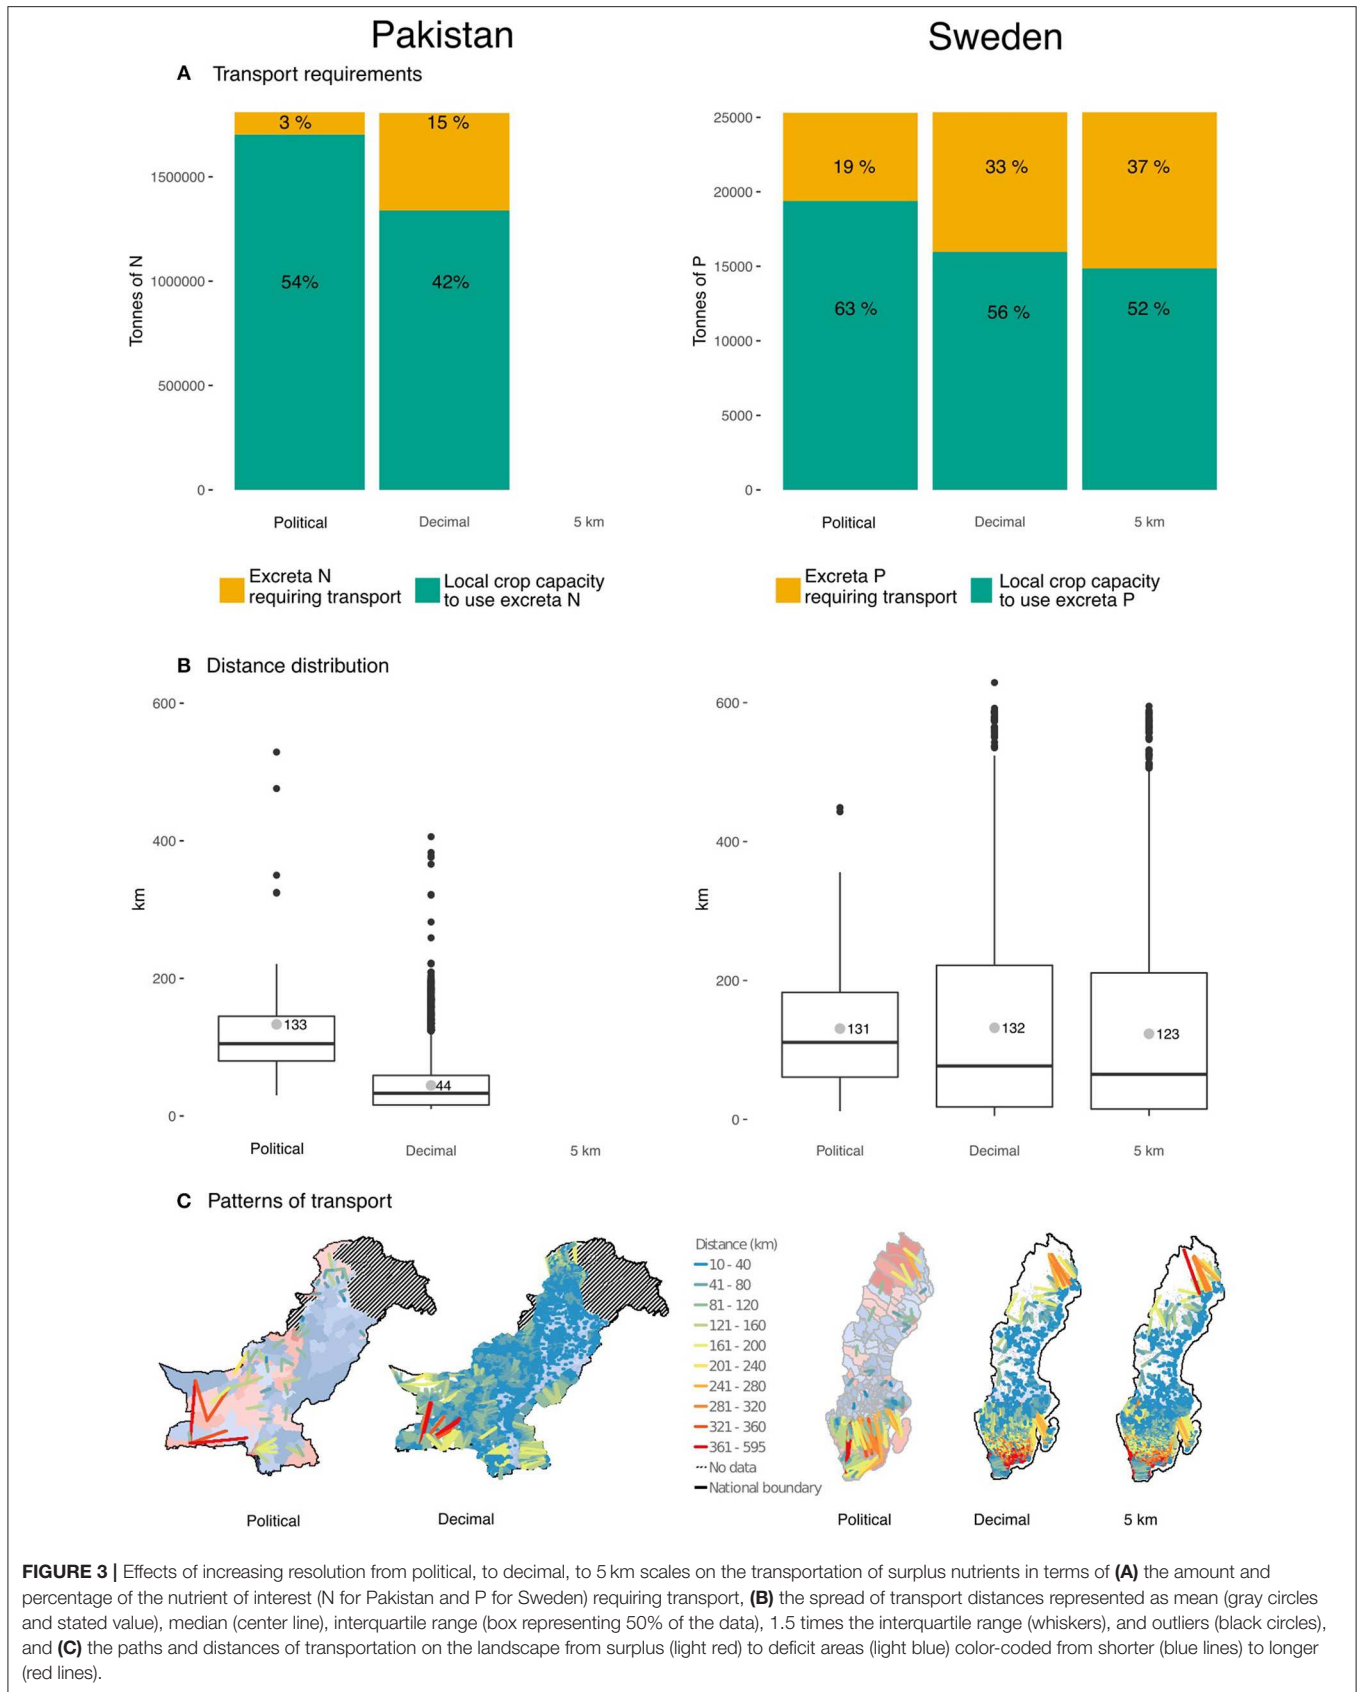 Pakistan
Sweden
A Transport requirements
3 %
15 %
54%
42%
Tonnes of N
1500000
1000000
500000
0
Political
Decimal
5 km
Excreta N
requiring transport
Local crop capacity
to use excreta N
19 %
33 %
37 %
63 %
56 %
52 %
Tonnes of P
25000
20000
15000
10000
5000
0
Political
Decimal
5 km
Excreta P
requiring transport
Local crop capacity
to use excreta P
B Distance distribution
km
600
400
200
0
133
44
Political
Decimal
5 km
km
600
400
200
0
131
132
123
Political
Decimal
5 km
C Patterns of transport
Political
Decimal
Distance (km)
10 - 40
41 - 80
81 - 120
121 - 160
161 - 200
201 - 240
241 - 280
281 - 320
321 - 360
361 - 595
No data
National boundary
Political
Decimal
5 km
FIGURE 3 | Effects of increasing resolution from political, to decimal, to 5 km scales on the transportation of surplus nutrients in terms of (A) the amount and
percentage of the nutrient of interest (N for Pakistan and P for Sweden) requiring transport, (B) the spread of transport distances represented as mean (gray circles
and stated value), median (center line), interquartile range (box representing 50% of the data), 1.5 times the interquartile range (whiskers), and outliers (black circles),
and (C) the paths and distances of transportation on the landscape from surplus (light red) to deficit areas (light blue) color-coded from shorter (blue lines) to longer
(red lines).